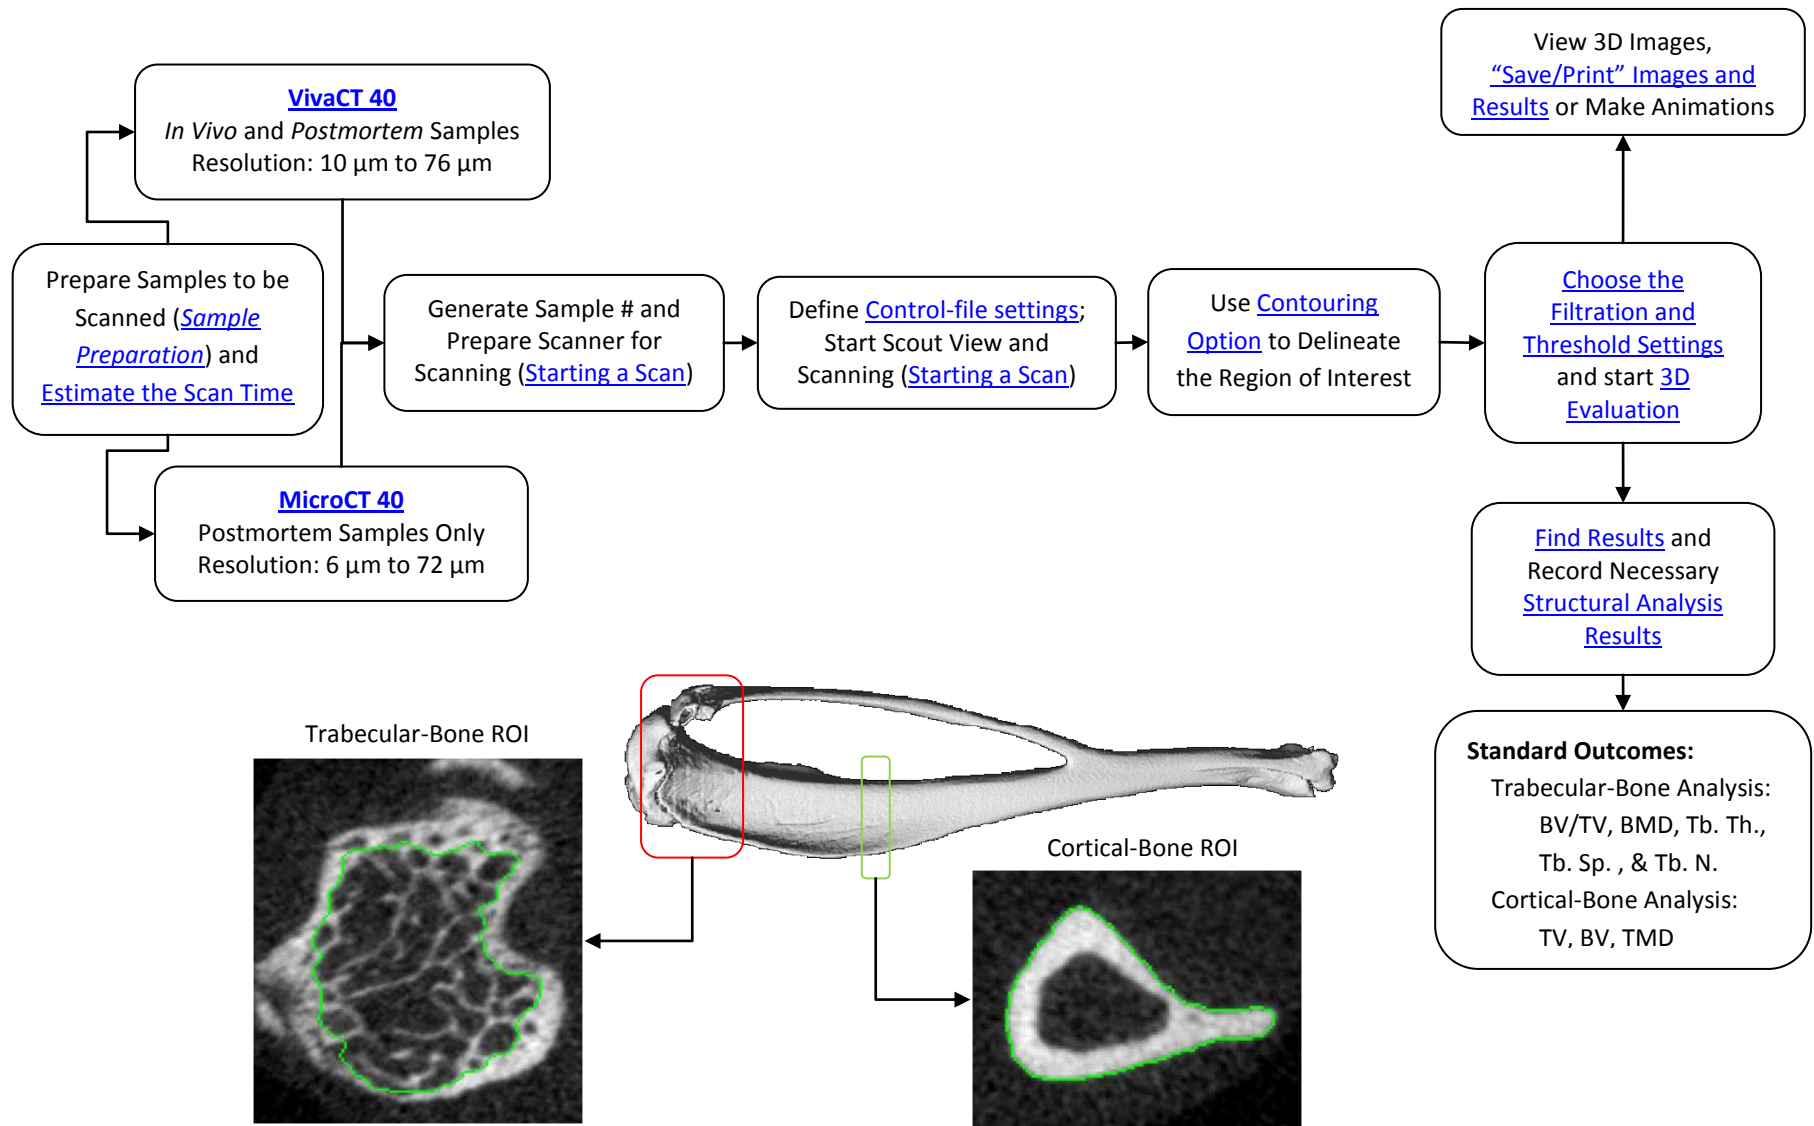 View 3D Images,
“Save/Print” Images and
Results or Make Animations
VivaCT 40
In Vivo and Postmortem Samples
Resolution: 10 µm to 76 µm
Prepare Samples to be
Scanned (Sample
Preparation) and
Estimate the Scan Time
MicroCT 40
Postmortem Samples Only
Resolution: 6 µm to 72 µm
Generate Sample # and
Prepare Scanner for
Scanning (Starting a Scan)
Define Control-file settings;
Start Scout View and
Scanning (Starting a Scan)
Use Contouring
Option to Delineate
the Region of Interest
Choose the
Filtration and
Threshold Settings
and start 3D
Evaluation
Find Results and
Record Necessary
Structural Analysis
Results
Standard Outcomes:
Trabecular-Bone Analysis:
BV/TV, BMD, Tb. Th.,
Tb. Sp. , & Tb. N.
Cortical-Bone Analysis:
TV, BV, TMD
Trabecular-Bone ROI
Cortical-Bone ROI